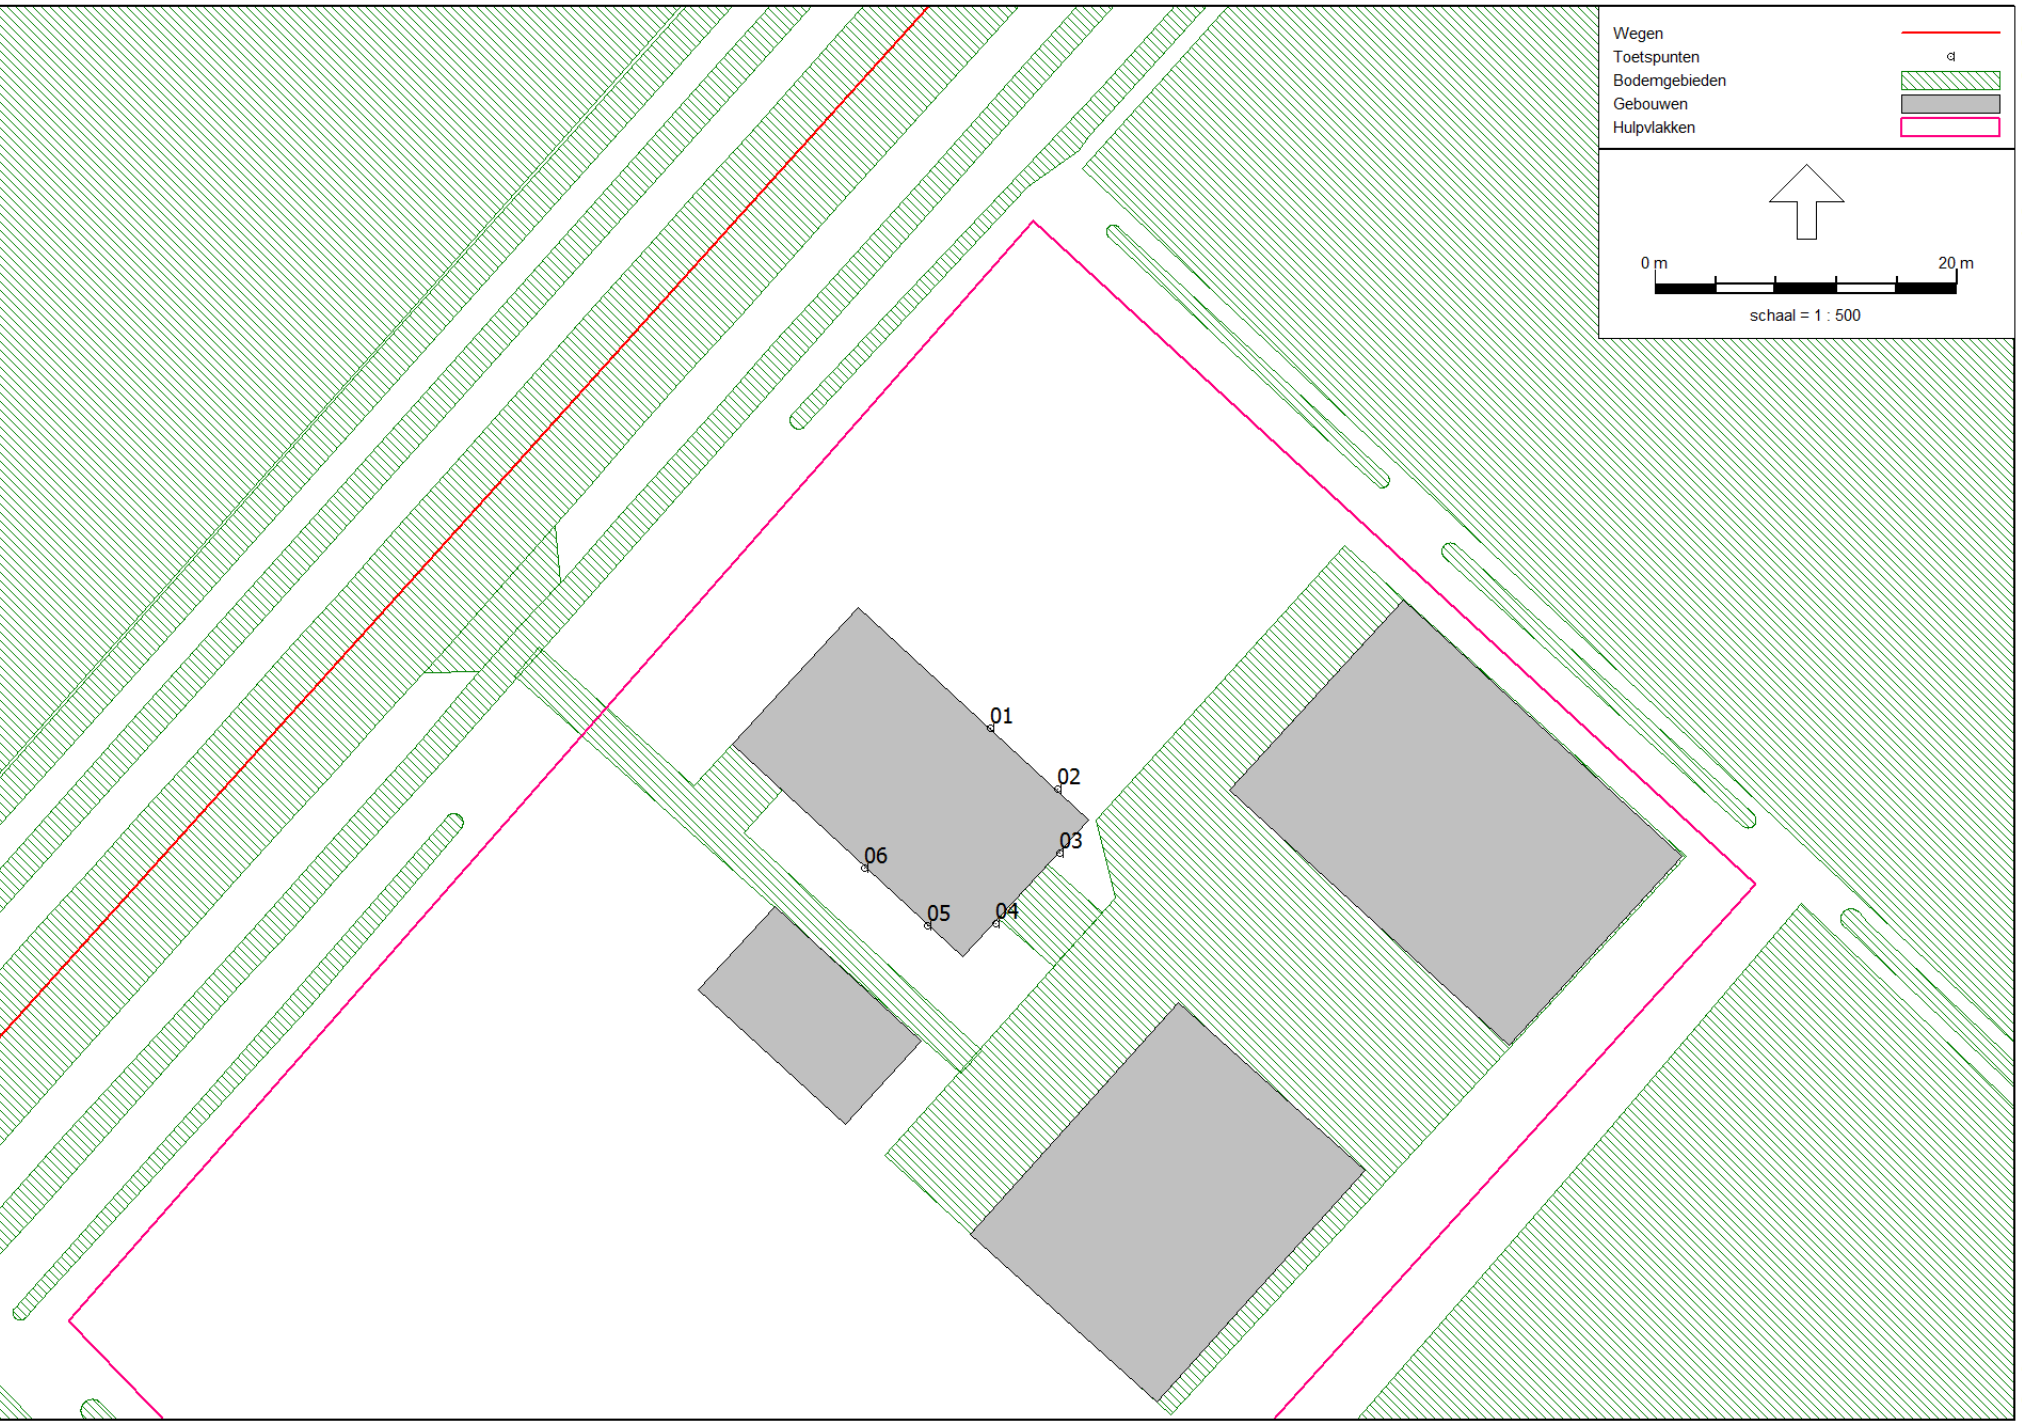 Wegen
Toetspunten
Bodemgebieden
Gebouwen
Hulpvlakken
0 m 20 m
schaal = 1 : 500
01
02
03
06
04
05